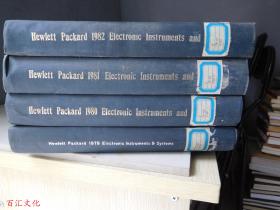 Hewlett Packard 1982 Electronic Instruments and
Hewlett Packard 1981 Electronic Instruments and
Hewlett Packard 1980 Electronic Instruments and
Hewlett Packard 1979 Electronic Instruments & Systems
百汇文化